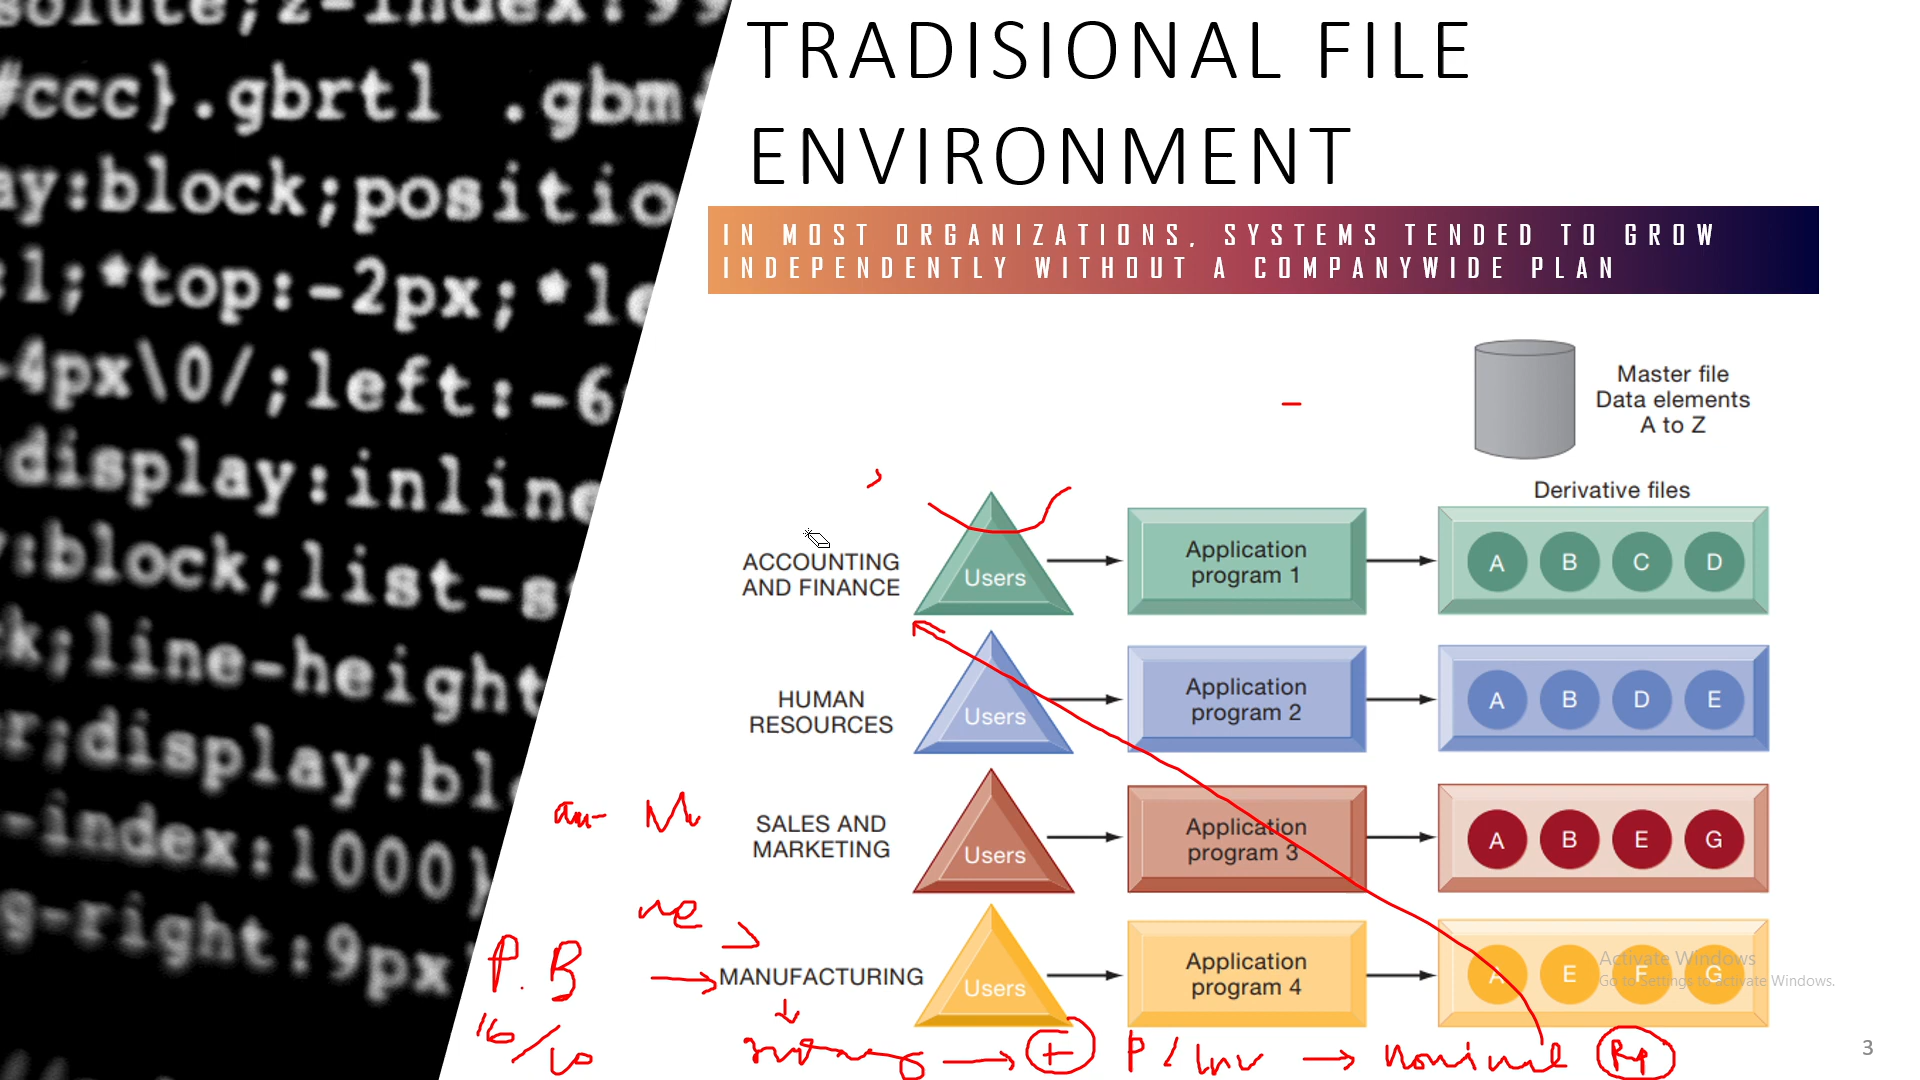 solute;z-index:99
#ccc}.gbrtl .gbm
ay:block;positio
:l;*top:-2px;*le
-4px\0/;left:-6
display:inline
:block;list-s
k;line-height
r;display:bl
-index:1000}
g-right:9px
TRADISIONAL FILE
ENVIRONMENT
IN MOST ORGANIZATIONS, SYSTEMS TENDED TO GROW
INDEPENDENTLY WITHOUT A COMPANYWIDE PLAN
Master file
Data elements
A to Z
Derivative files
ACCOUNTING
AND FINANCE
Users
Application
program 1
A B C D
HUMAN
RESOURCES
Users
Application
program 2
A B D E
SALES AND
MARKETING
Users
Application
program 3
A B E G
MANUFACTURING
Users
Application
program 4
A E F G
Activate Windows
Go to Settings to activate Windows.
P.B
nominal Rp
3